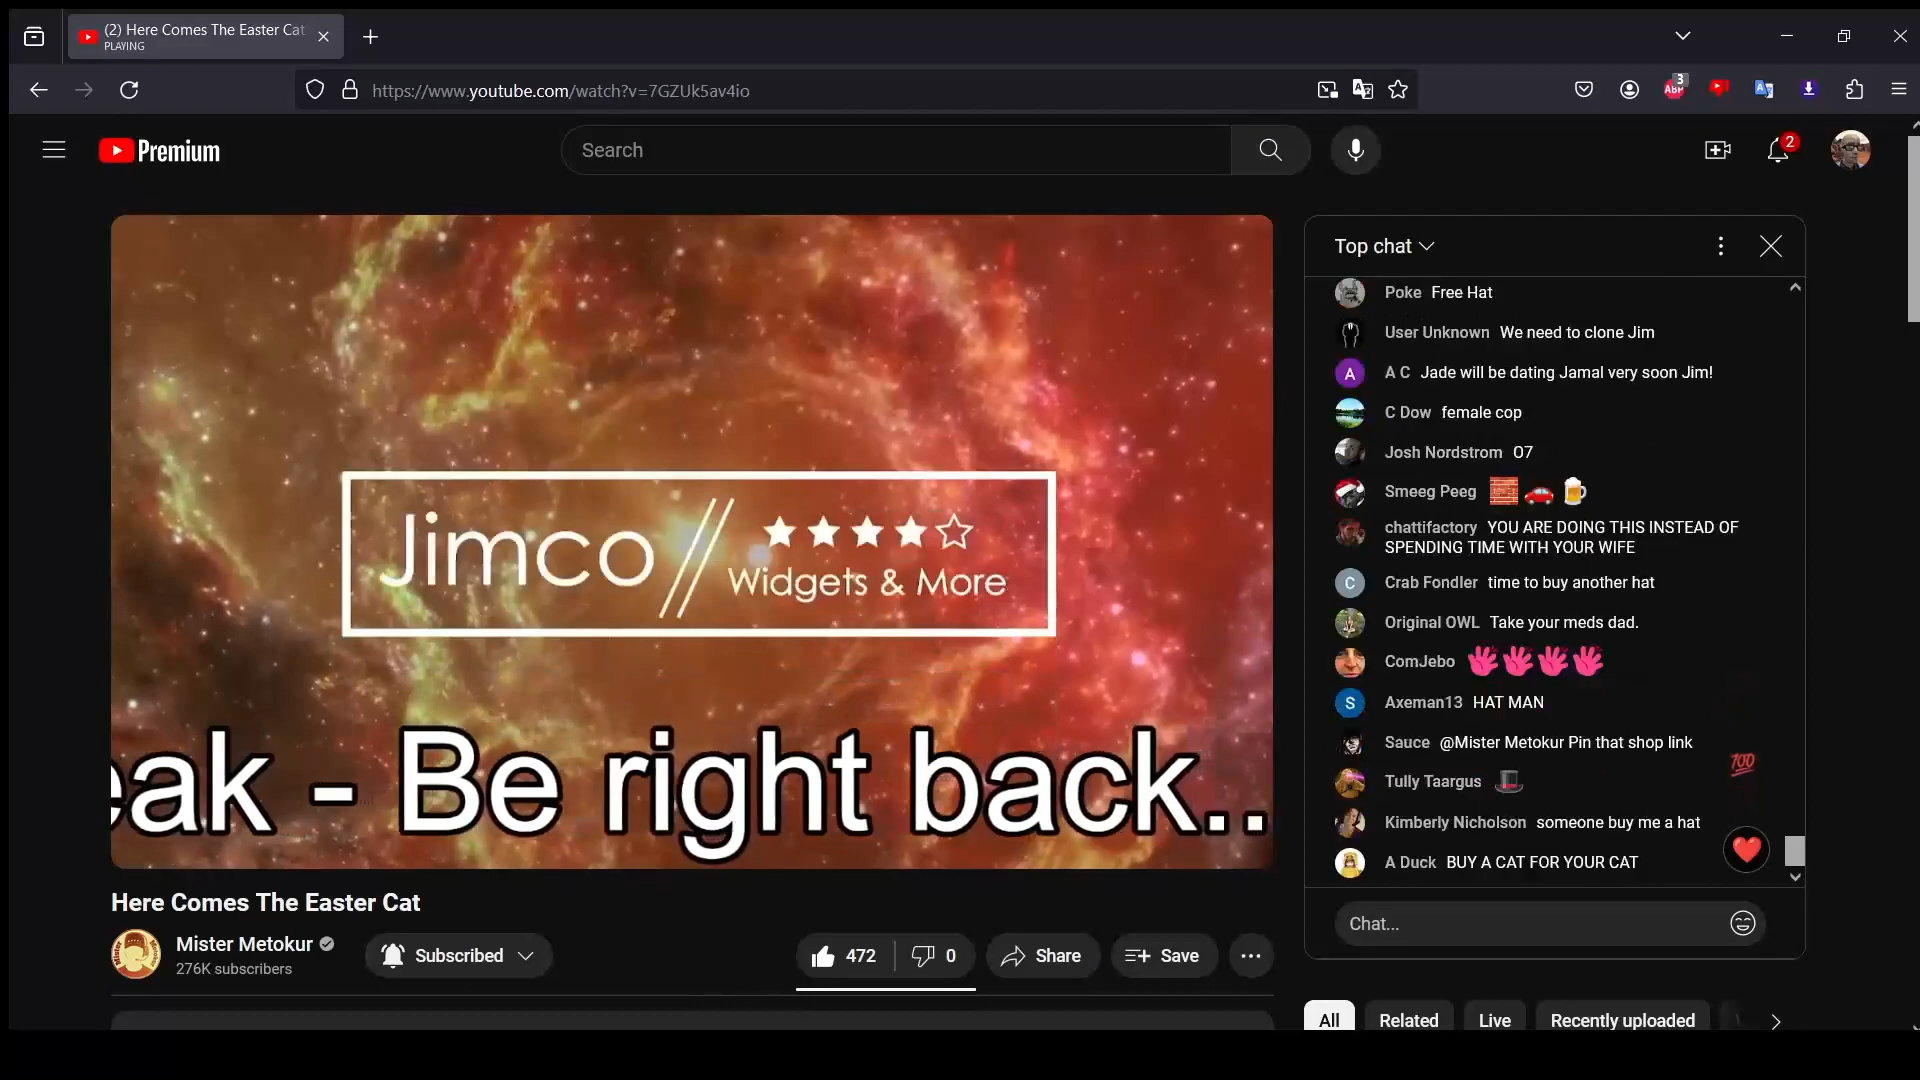 (2) Here Comes The Easter Cat
PLAYING
https://www.youtube.com/watch?v=7GZUk5av4io
3
ABP
Premium
Search
2
Jimco // Widgets & More
eak - Be right back..
Here Comes The Easter Cat
Mister Metokur
276K subscribers
Subscribed
472
0
Share
Save
Top chat
Poke Free Hat
User Unknown We need to clone Jim
A
A C Jade will be dating Jamal very soon Jim!
C Dow female cop
Josh Nordstrom O7
Smeeg Peeg
chattifactory YOU ARE DOING THIS INSTEAD OF
SPENDING TIME WITH YOUR WIFE
C
Crab Fondler time to buy another hat
Original OWL Take your meds dad.
ComJebo
S
Axeman13 HAT MAN
Sauce @Mister Metokur Pin that shop link
100
Tully Taargus
Kimberly Nicholson someone buy me a hat
A Duck BUY A CAT FOR YOUR CAT
Chat...
All
Related
Live
Recently uploaded